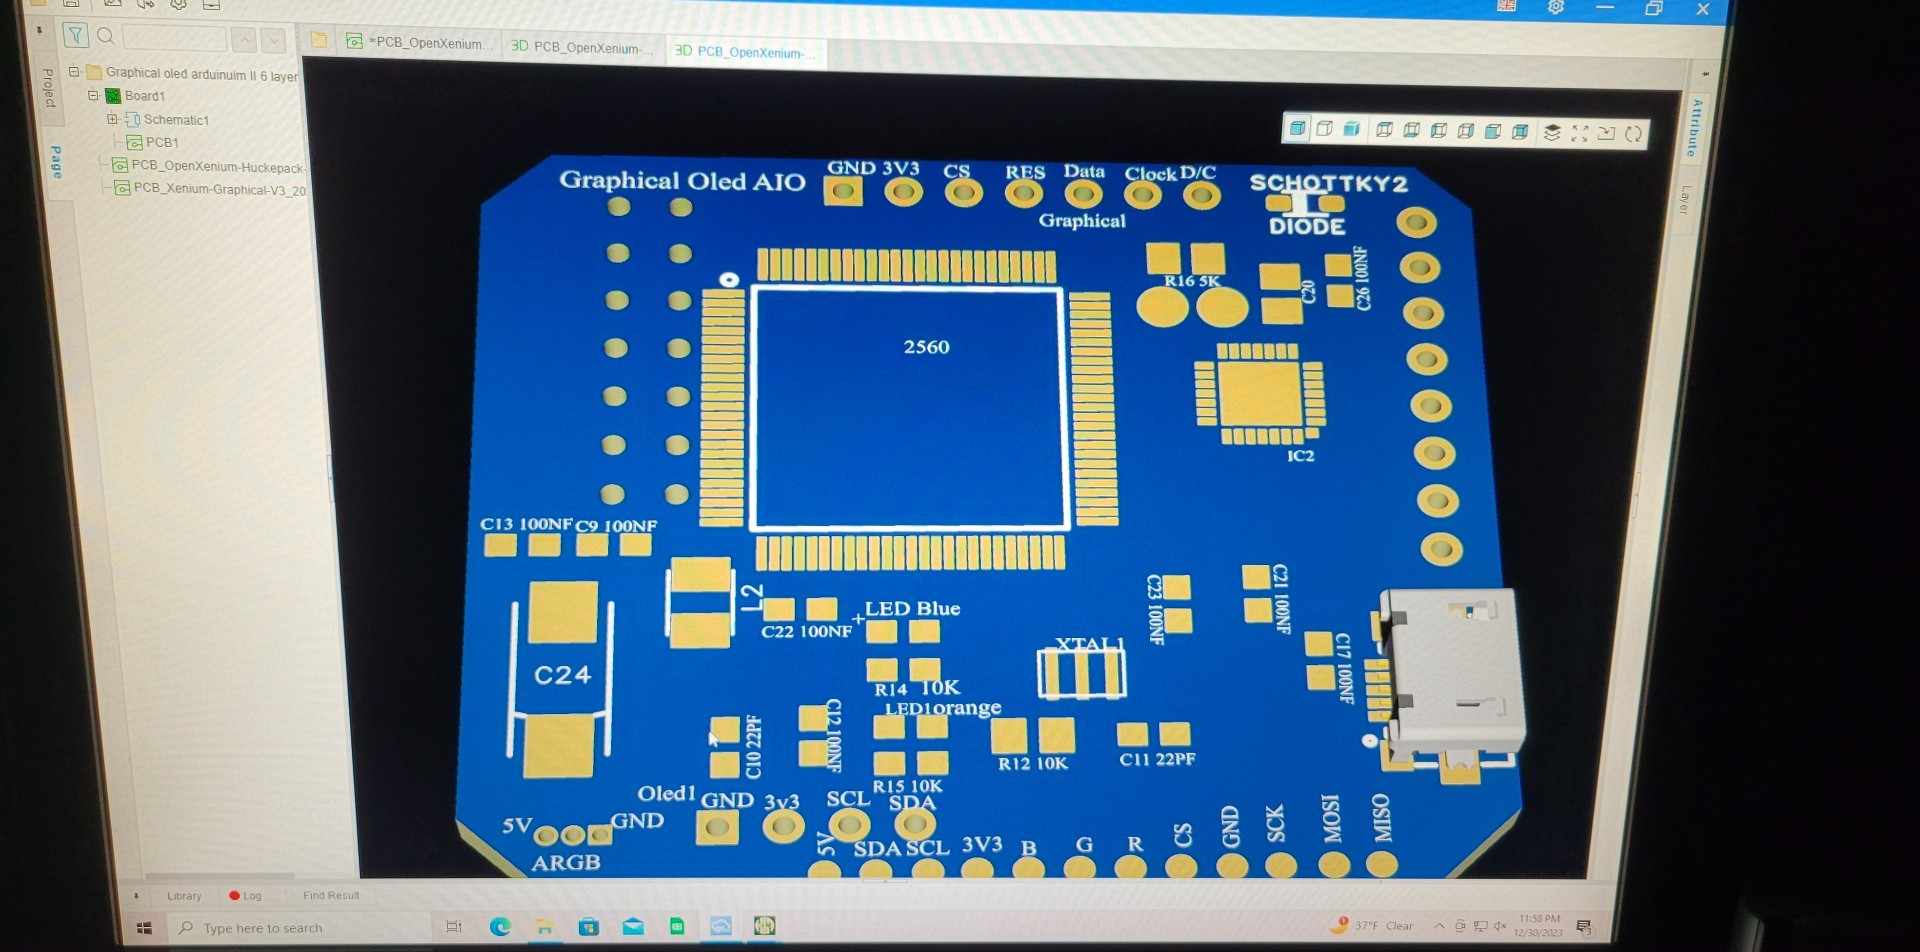 *PCB_OpenXenium...
3D PCB_OpenXenium-...
3D PCB_OpenXenium-...
Project
Page
Graphical oled arduinuim II 6 layer
Board1
Schematic1
PCB1
PCB_OpenXenium-Huckepack-
PCB_Xenium-Graphical-V3_20
Attribute
Layer
Graphical Oled AIO
GND 3V3 CS RES Data Clock D/C
Graphical
SCHOTTKY2
DIODE
R16 5K
C20
C26 100NF
2560
IC2
C13 100NF C9 100NF
L2
C22 100NF
+
LED Blue
C23 100NF
C21 100NF
C24
R14 10K
XTAL1
C17 100NF
LED1orange
C10 22PF
C12 100NF
R12 10K
C11 22PF
R15 10K
Oled1 GND 3v3 SCL SDA
5V GND
ARGB
5V SDA SCL 3V3 B G R CS GND SCK MOSI MISO
Library Log Find Result
Type here to search
37°F Clear
11:58 PM
12/30/2023